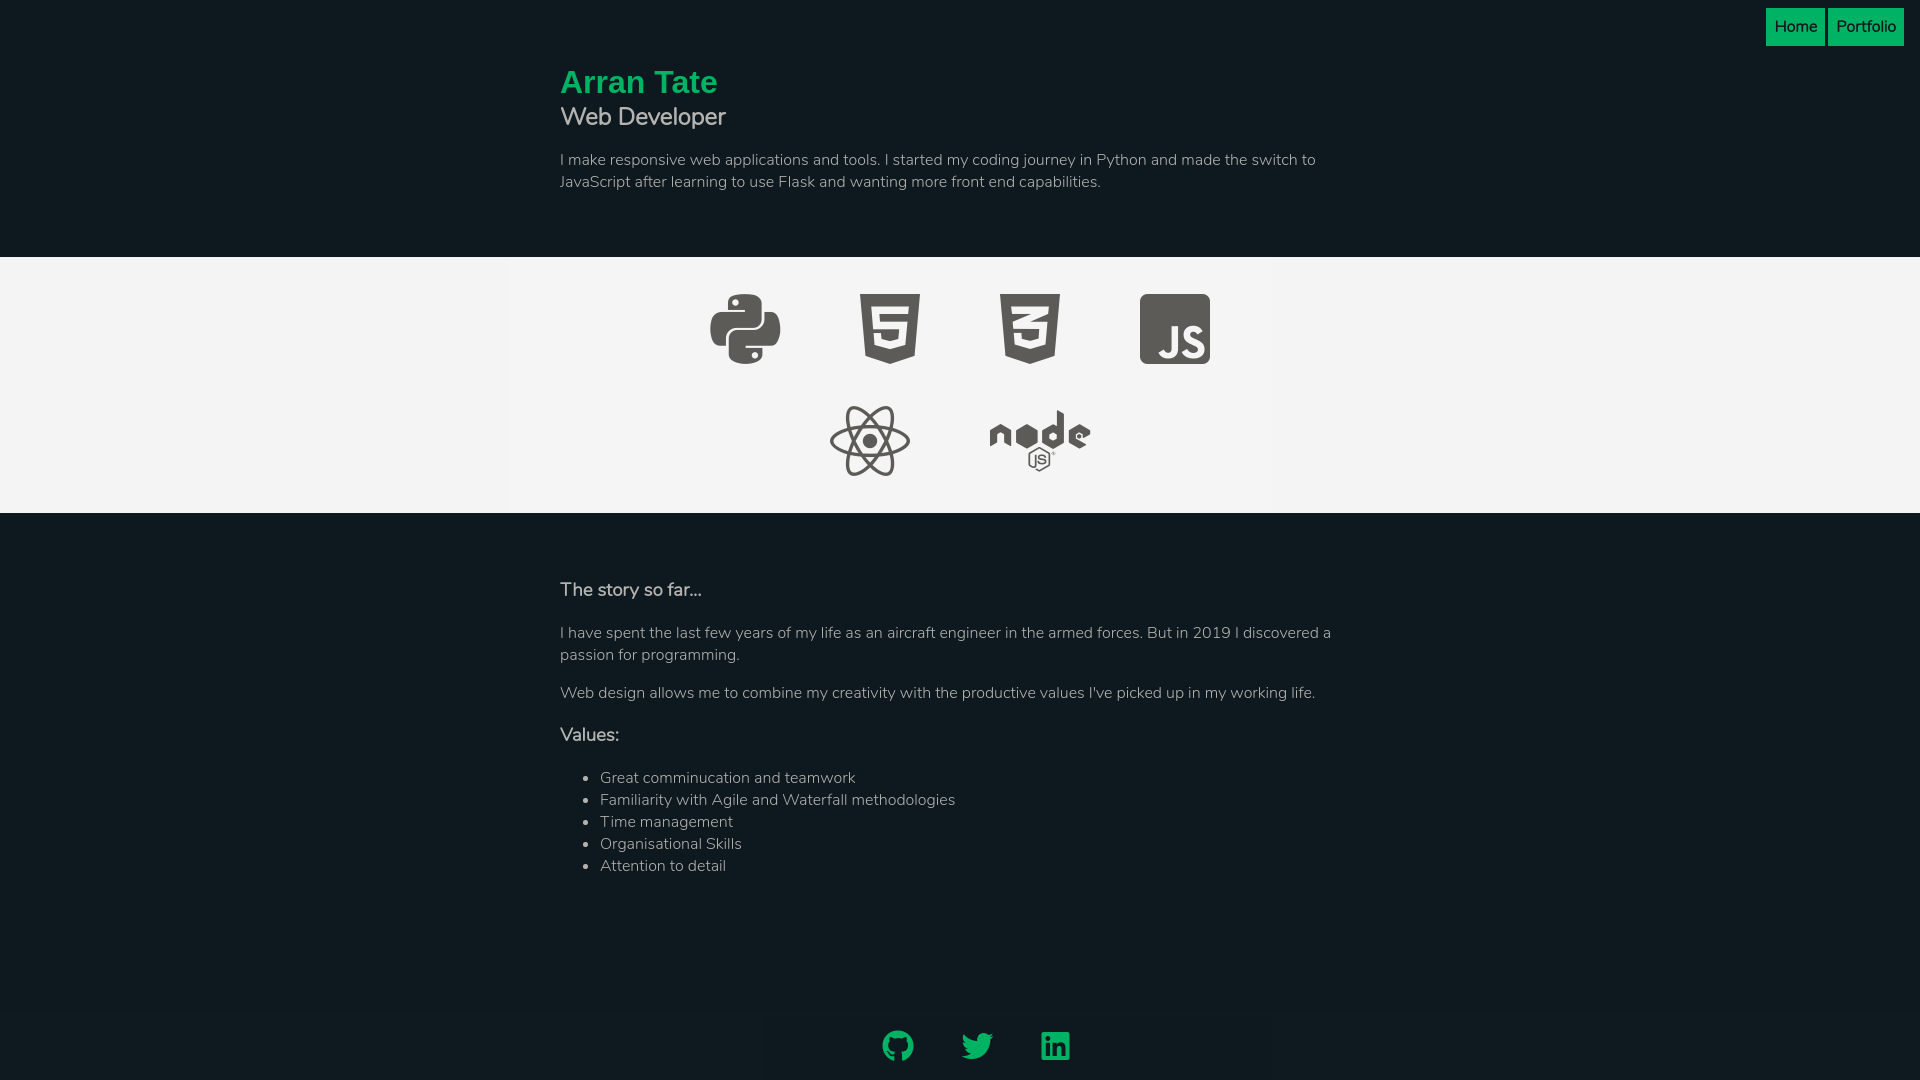 Home Portfolio
Arran Tate
Web Developer
I make responsive web applications and tools. I started my coding journey in Python and made the switch to
JavaScript after learning to use Flask and wanting more front end capabilities.
5 3 JS
node
JS
The story so far...
I have spent the last few years of my life as an aircraft engineer in the armed forces. But in 2019 I discovered a
passion for programming.
Web design allows me to combine my creativity with the productive values I've picked up in my working life.
Values:
• Great comminucation and teamwork
• Familiarity with Agile and Waterfall methodologies
• Time management
• Organisational Skills
• Attention to detail
in